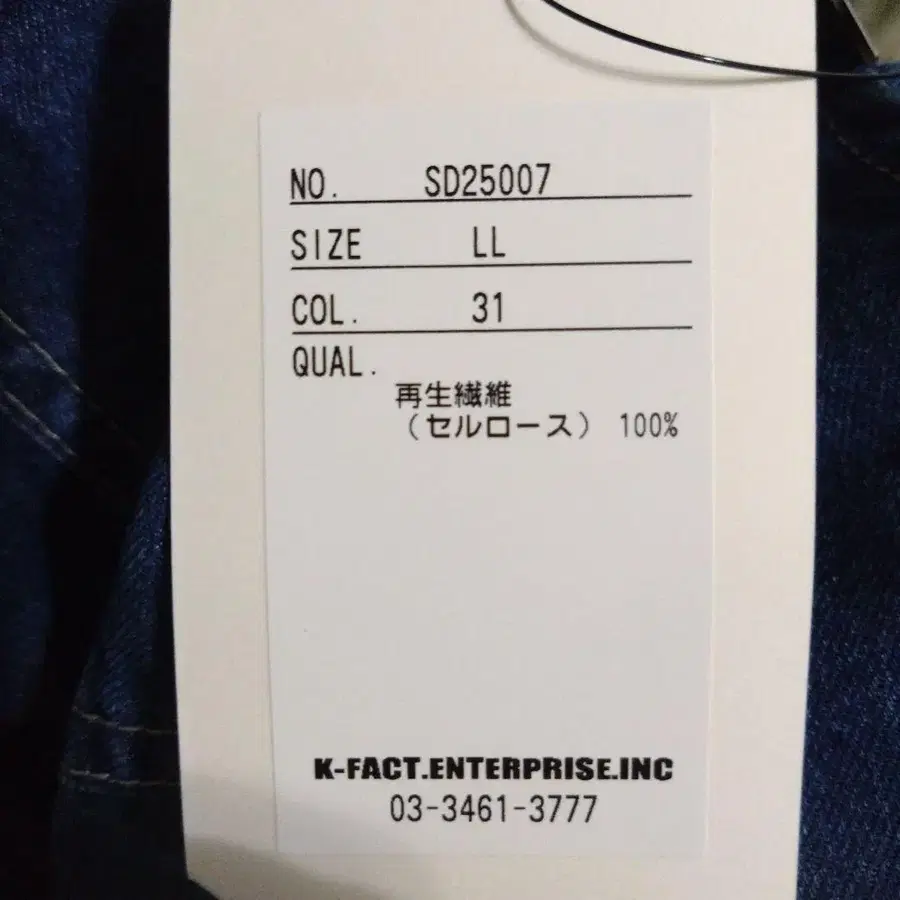 NO. SD25007
SIZE LL
COL. 31
QUAL.
再生繊維
(セルロース) 100%
K-FACT.ENTERPRISE.INC
03-3461-3777